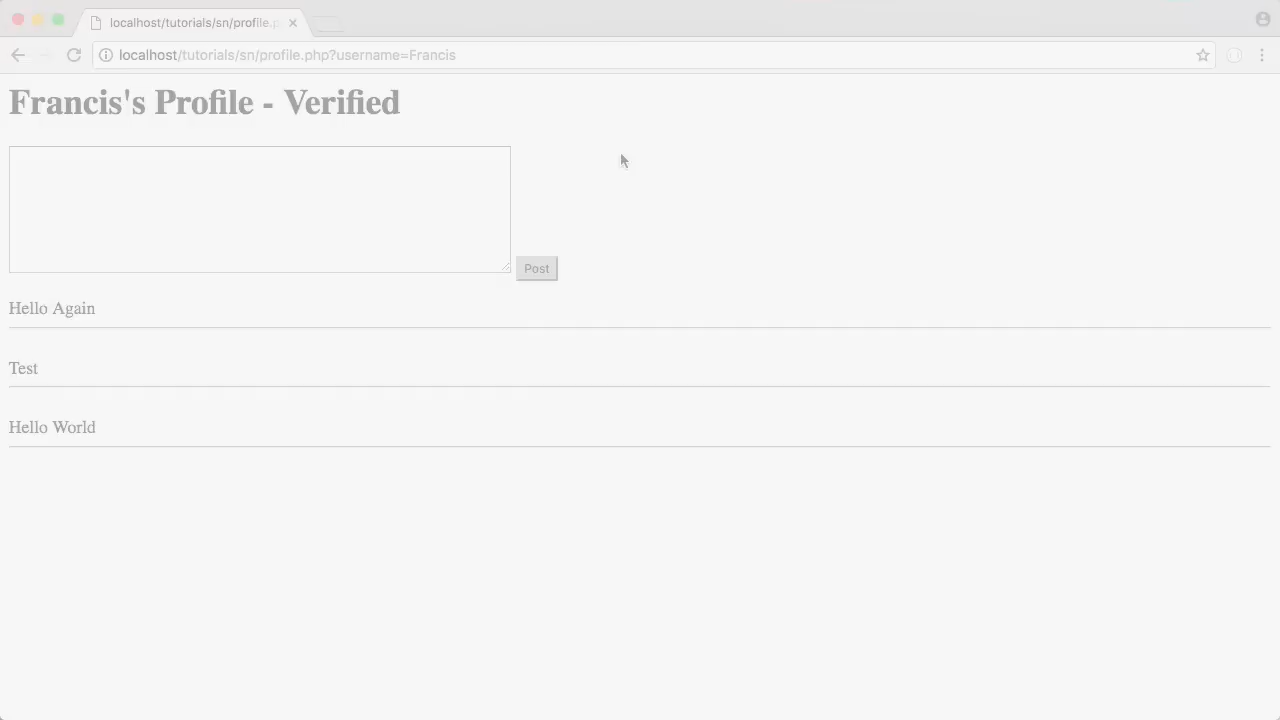 localhost/tutorials/sn/profile.p
localhost/tutorials/sn/profile.php?username=Francis
Francis's Profile - Verified
Post
Hello Again
Test
Hello World